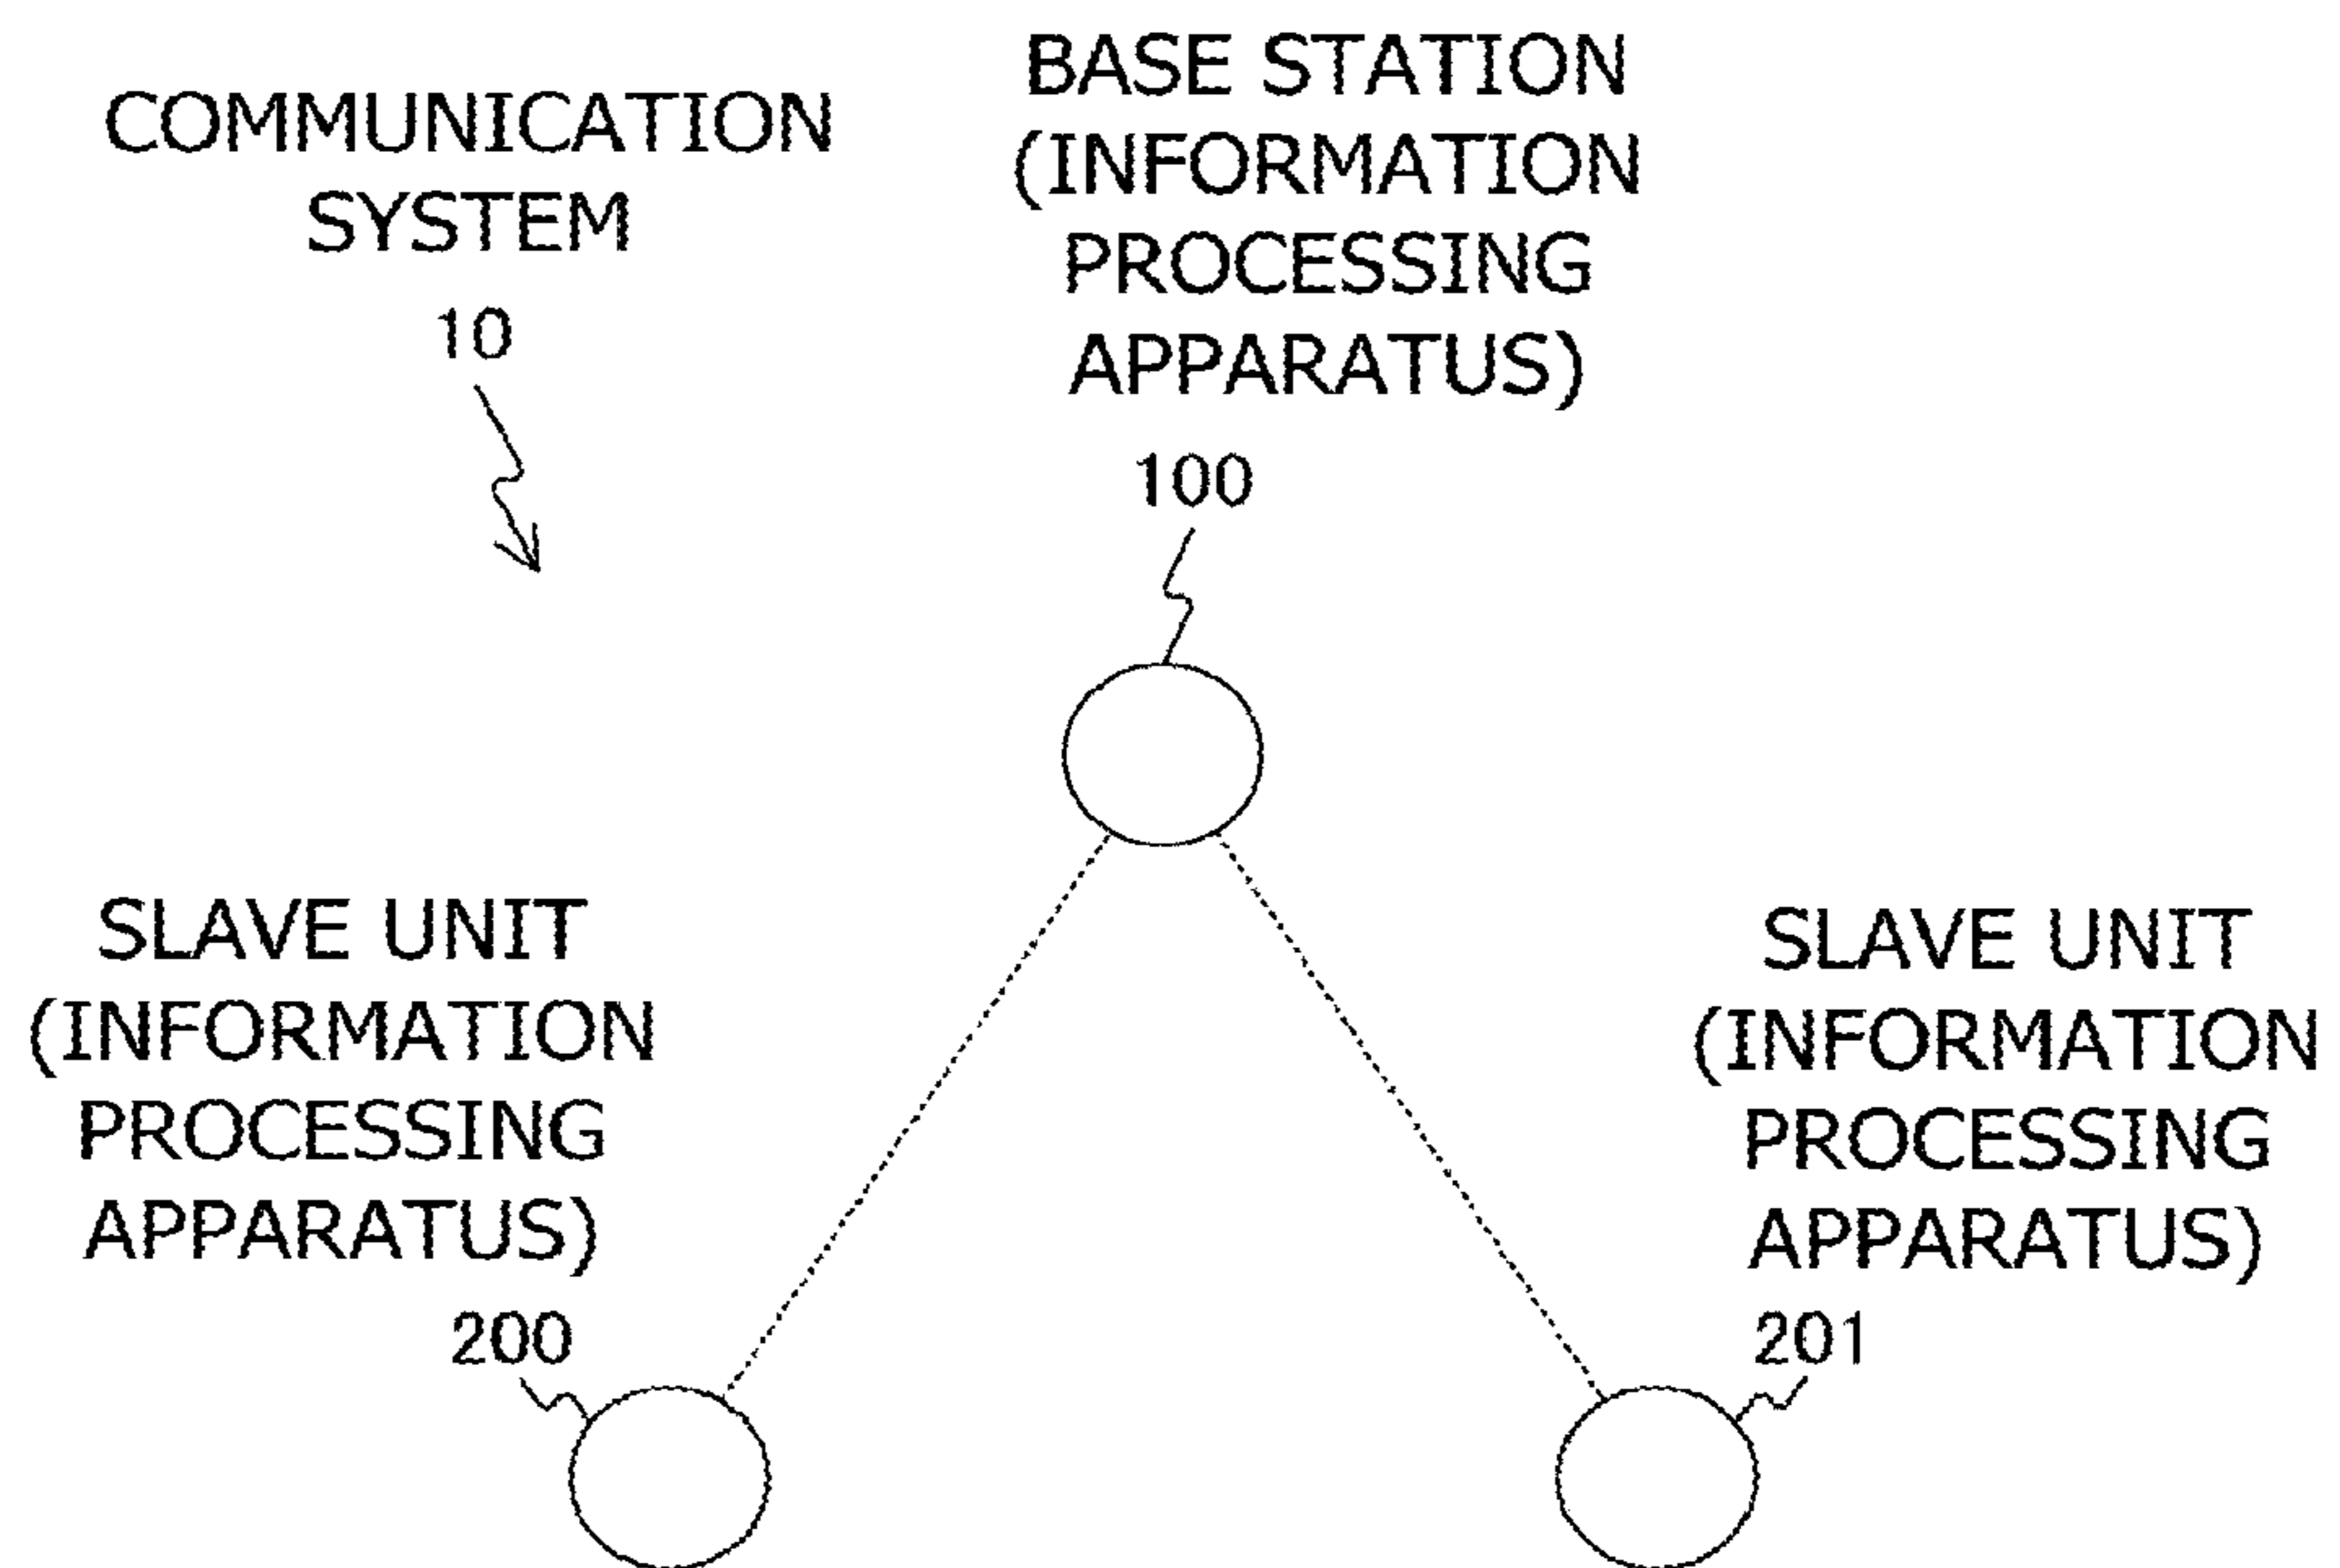 COMMUNICATION
SYSTEM
10
BASE STATION
(INFORMATION
PROCESSING
APPARATUS)
100
SLAVE UNIT
(INFORMATION
PROCESSING
APPARATUS)
200
SLAVE UNIT
(INFORMATION
PROCESSING
APPARATUS)
201